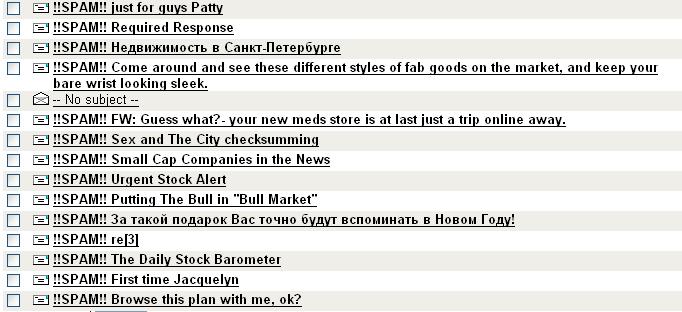 !!SPAM!! just for guys Patty
!!SPAM!! Required Response
!!SPAM!! Недвижимость в Санкт-Петербурге
!!SPAM!! Come around and see these different styles of fab goods on the market, and keep your
bare wrist looking sleek.
-- No subject --
!!SPAM!! FW: Guess what?- your new meds store is at last just a trip online away.
!!SPAM!! Sex and The City checksumming
!!SPAM!! Small Cap Companies in the News
!!SPAM!! Urgent Stock Alert
!!SPAM!! Putting The Bull in "Bull Market"
!!SPAM!! За такой подарок Вас точно будут вспоминать в Новом Году!
!!SPAM!! re[3]
!!SPAM!! The Daily Stock Barometer
!!SPAM!! First time Jacquelyn
!!SPAM!! Browse this plan with me, ok?